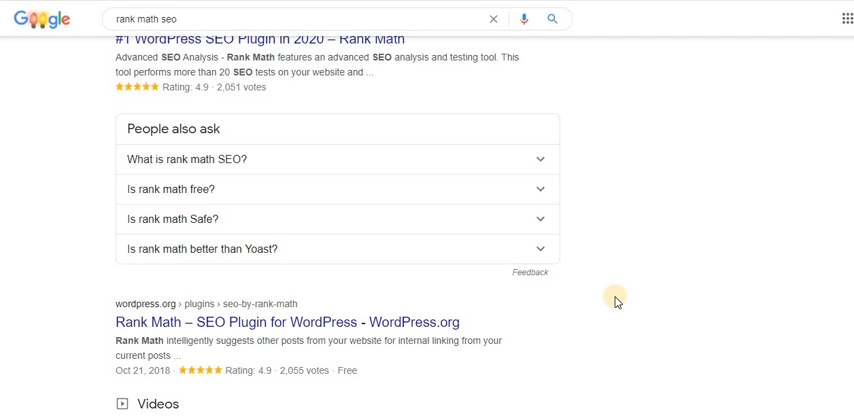 Google
rank math seo
#1 WordPress SEO Plugin in 2020 – Rank Math
Advanced SEO Analysis - Rank Math features an advanced SEO analysis and testing tool. This
tool performs more than 20 SEO tests on your website and ...
Rating: 4.9 · 2,051 votes
People also ask
What is rank math SEO?
Is rank math free?
Is rank math Safe?
Is rank math better than Yoast?
Feedback
wordpress.org › plugins › seo-by-rank-math
Rank Math – SEO Plugin for WordPress - WordPress.org
Rank Math intelligently suggests other posts from your website for internal linking from your
current posts ...
Oct 21, 2018 · Rating: 4.9 · 2,055 votes · Free
Videos